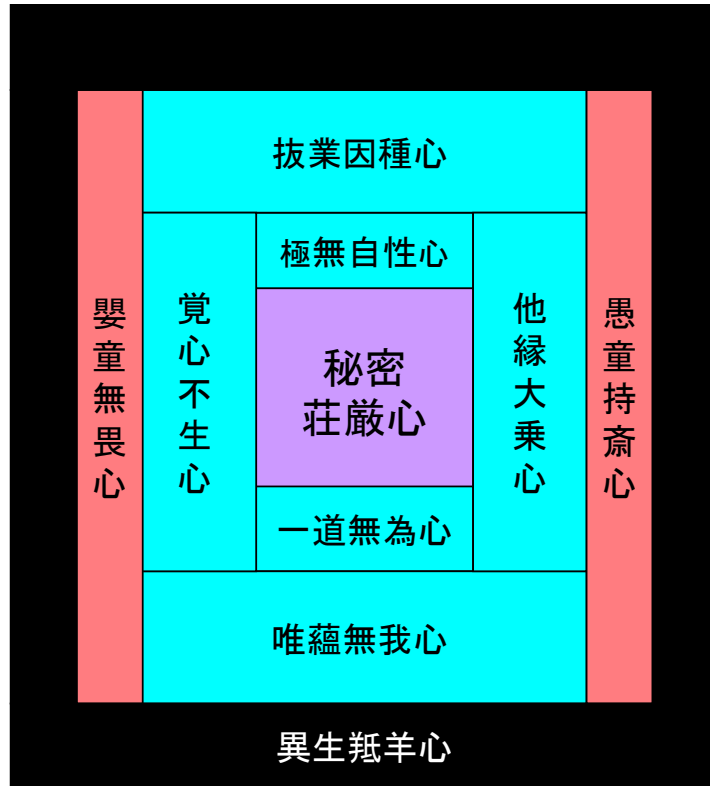 抜業因種心
極無自性心
嬰童無畏心
覚心不生心
秘密
荘厳心
他縁大乗心
愚童持斎心
一道無為心
唯蘊無我心
異生羝羊心